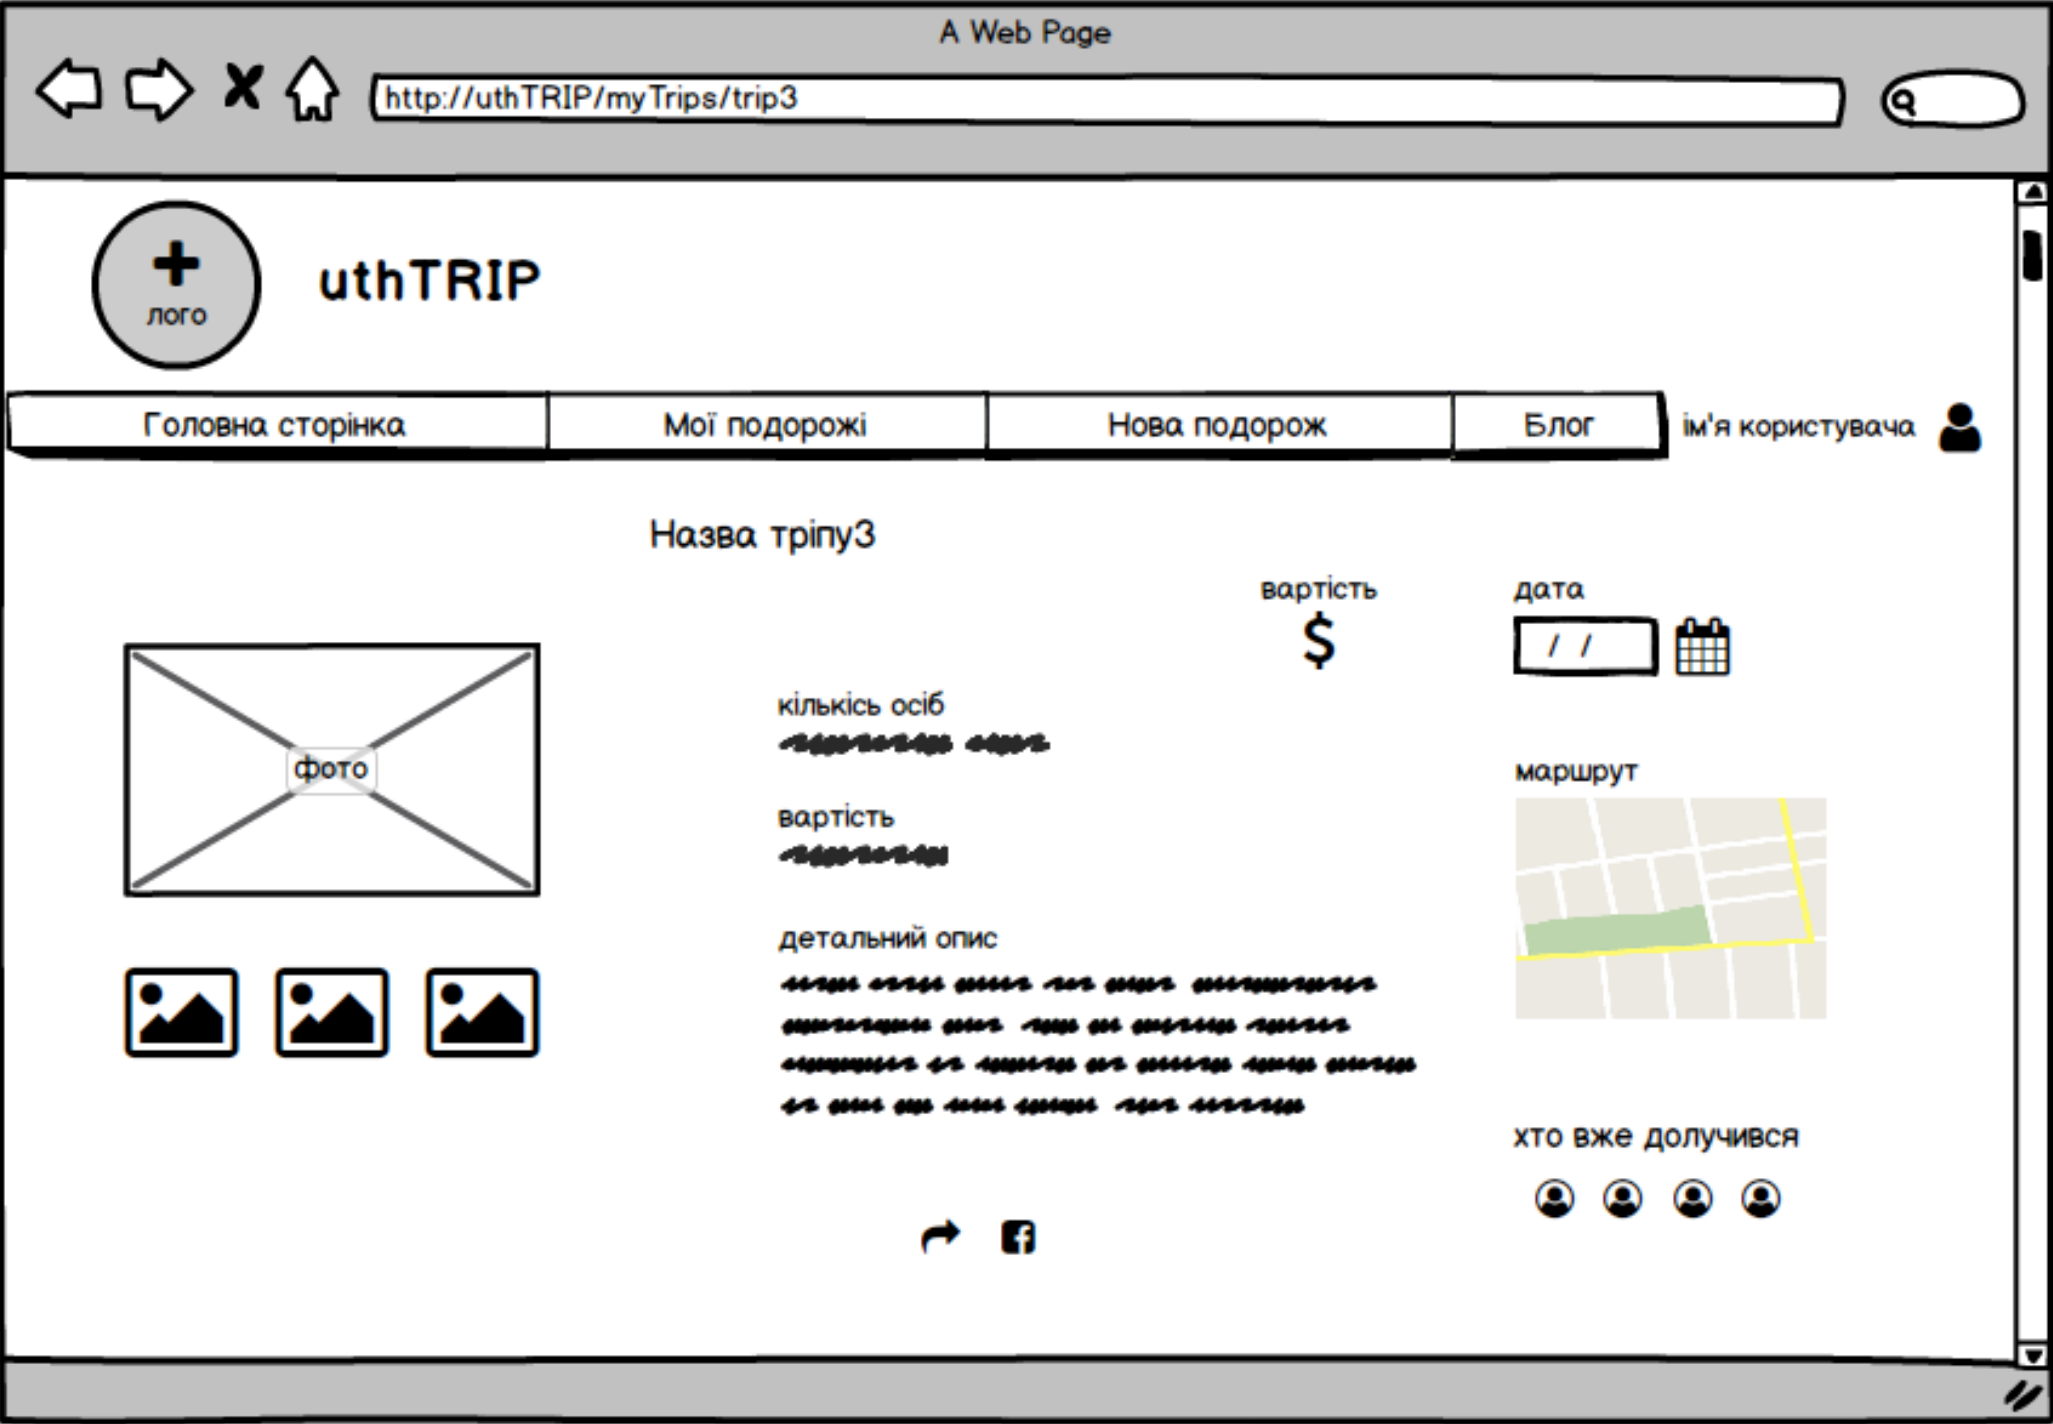 A Web Page
http://uthTRIP/myTrips/trip3
лого
uthTRIP
Головна сторінка
Мої подорожі
Нова подорож
Блог
ім'я користувача
Назва тріпу3
вартість
$
дата
/ /
фото
кількісь осіб
вартість
маршрут
детальний опис
хто вже долучився